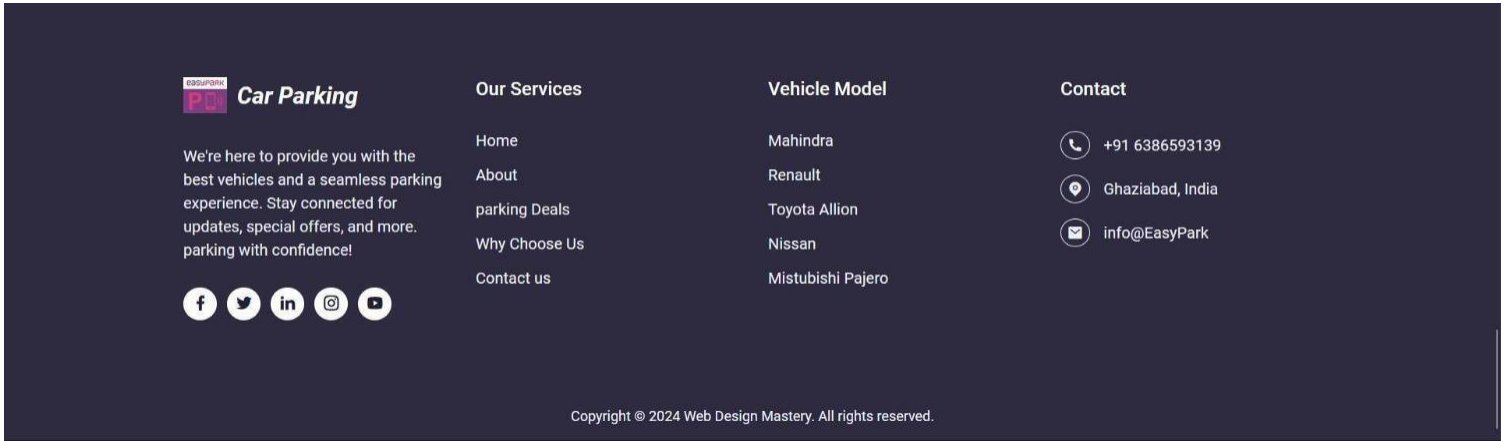 easyPark
P
Car Parking
We're here to provide you with the
best vehicles and a seamless parking
experience. Stay connected for
updates, special offers, and more.
parking with confidence!
Our Services
Home
About
parking Deals
Why Choose Us
Contact us
Vehicle Model
Mahindra
Renault
Toyota Allion
Nissan
Mistubishi Pajero
Contact
+91 6386593139
Ghaziabad, India
info@EasyPark
Copyright © 2024 Web Design Mastery. All rights reserved.